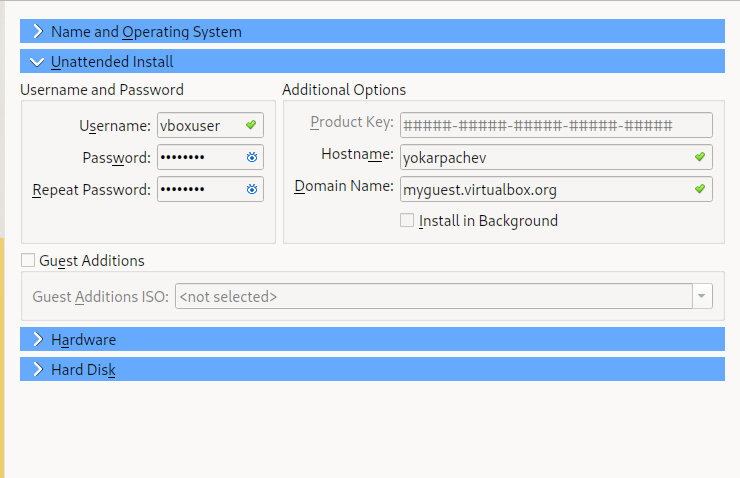 Name and Operating System
Unattended Install
Username and Password
Additional Options
Username: vboxuser
Product Key: #####-#####-#####-#####-#####
Password: ••••••••
Hostname: yokarpachev
Repeat Password: ••••••••
Domain Name: myguest.virtualbox.org
Install in Background
Guest Additions
Guest Additions ISO: <not selected>
Hardware
Hard Disk